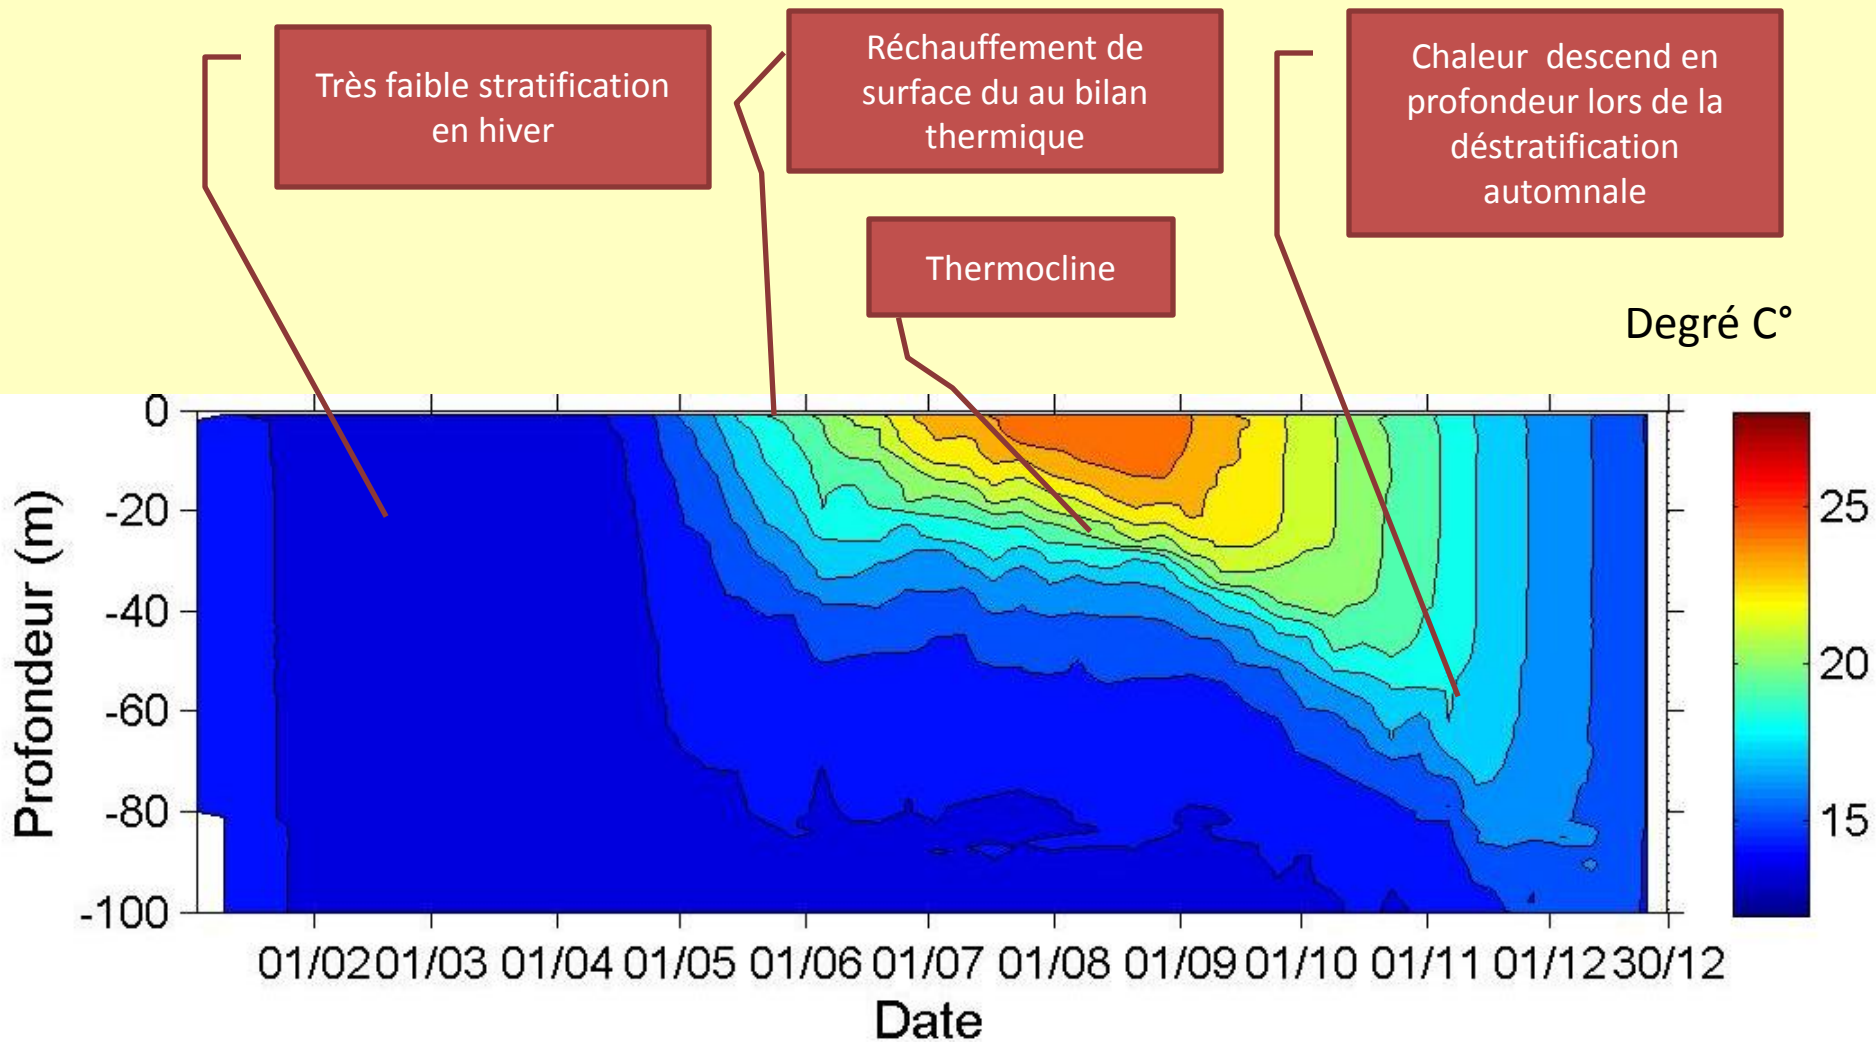 Très faible stratification
en hiver
Réchauffement de
surface du au bilan
thermique
Chaleur descend en
profondeur lors de la
déstratification
automnale
Thermocline
Degré C°
Profondeur (m)
0
-20
-40
-60
-80
-100
01/02 01/03 01/04 01/05 01/06 01/07 01/08 01/09 01/10 01/11 01/12 30/12
Date
25
20
15